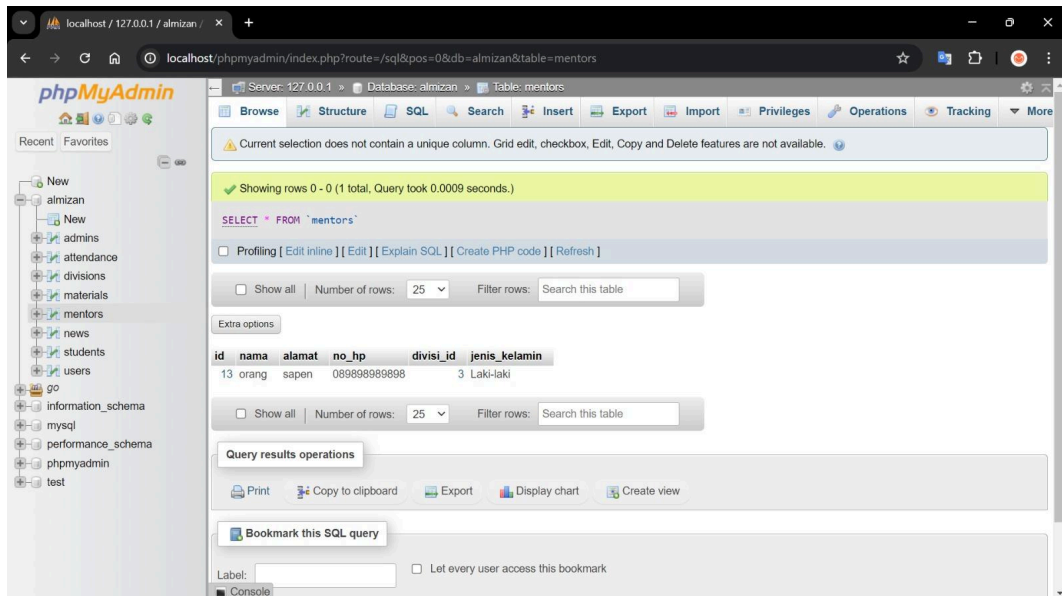 localhost / 127.0.0.1 / almizan /
localhost/phpmyadmin/index.php?route=/sql&pos=0&db=almizan&table=mentors
phpMyAdmin
Recent Favorites
New
almizan
New
admins
attendance
divisions
materials
mentors
news
students
users
go
information_schema
mysql
performance_schema
phpmyadmin
test
Server: 127.0.0.1 » Database: almizan » Table: mentors
Browse Structure SQL Search Insert Export Import Privileges Operations Tracking More
Current selection does not contain a unique column. Grid edit, checkbox, Edit, Copy and Delete features are not available.
Showing rows 0 - 0 (1 total, Query took 0.0009 seconds.)
SELECT * FROM `mentors`
Profiling [ Edit inline ] [ Edit ] [ Explain SQL ] [ Create PHP code ] [ Refresh ]
Show all | Number of rows: 25 Filter rows: Search this table
Extra options
id nama alamat no_hp divisi_id jenis_kelamin
13 orang sapen 089898989898 3 Laki-laki
Show all | Number of rows: 25 Filter rows: Search this table
Query results operations
Print Copy to clipboard Export Display chart Create view
Bookmark this SQL query
Label: Let every user access this bookmark
Console